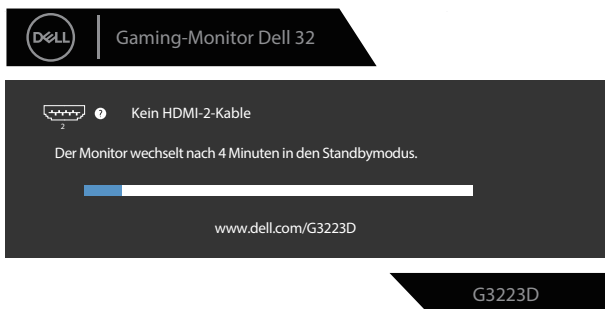 DELL
Gaming-Monitor Dell 32
?
Kein HDMI-2-Kable
2
Der Monitor wechselt nach 4 Minuten in den Standbymodus.
www.dell.com/G3223D
G3223D